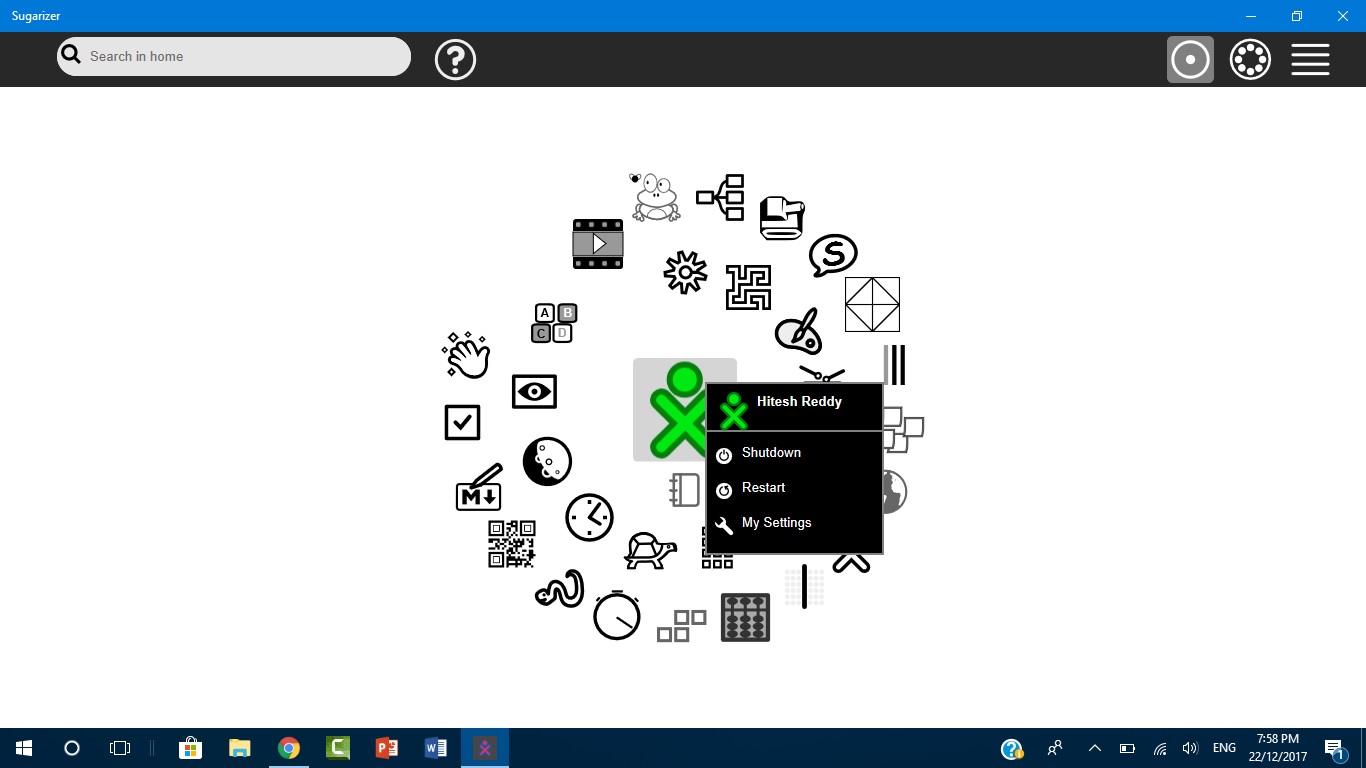 Sugarizer
Search in home
?
S
A B
C D
Hitesh Reddy
Shutdown
Restart
My Settings
M
ENG
7:58 PM
22/12/2017
1